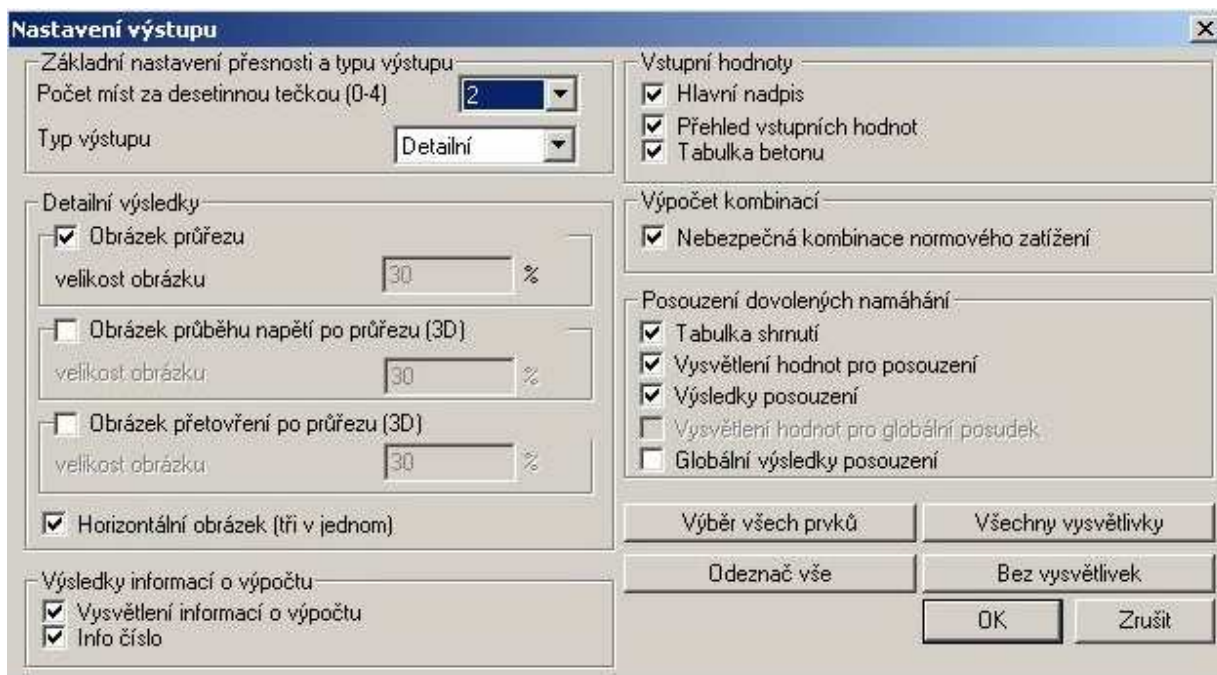 Nastavení výstupu
Základní nastavení přesnosti a typu výstupu
Počet míst za desetinnou tečkou (0-4)
2
Typ výstupu
Detailní
Detailní výsledky
Obrázek průřezu
velikost obrázku
30
%
Obrázek průběhu napětí po průřezu (3D)
velikost obrázku
30
%
Obrázek přetovření po průřezu (3D)
velikost obrázku
30
%
Horizontální obrázek (tři v jednom)
Výsledky informací o výpočtu
Vysvětlení informací o výpočtu
Info číslo
Vstupní hodnoty
Hlavní nadpis
Přehled vstupních hodnot
Tabulka betonu
Výpočet kombinací
Nebezpečná kombinace normového zatížení
Posouzení dovolených namáhání
Tabulka shrnutí
Vysvětlení hodnot pro posouzení
Výsledky posouzení
Vysvětlení hodnot pro globální posudek
Globální výsledky posouzení
Výběr všech prvků
Všechny vysvětlivky
Odeznač vše
Bez vysvětlivek
OK
Zrušit